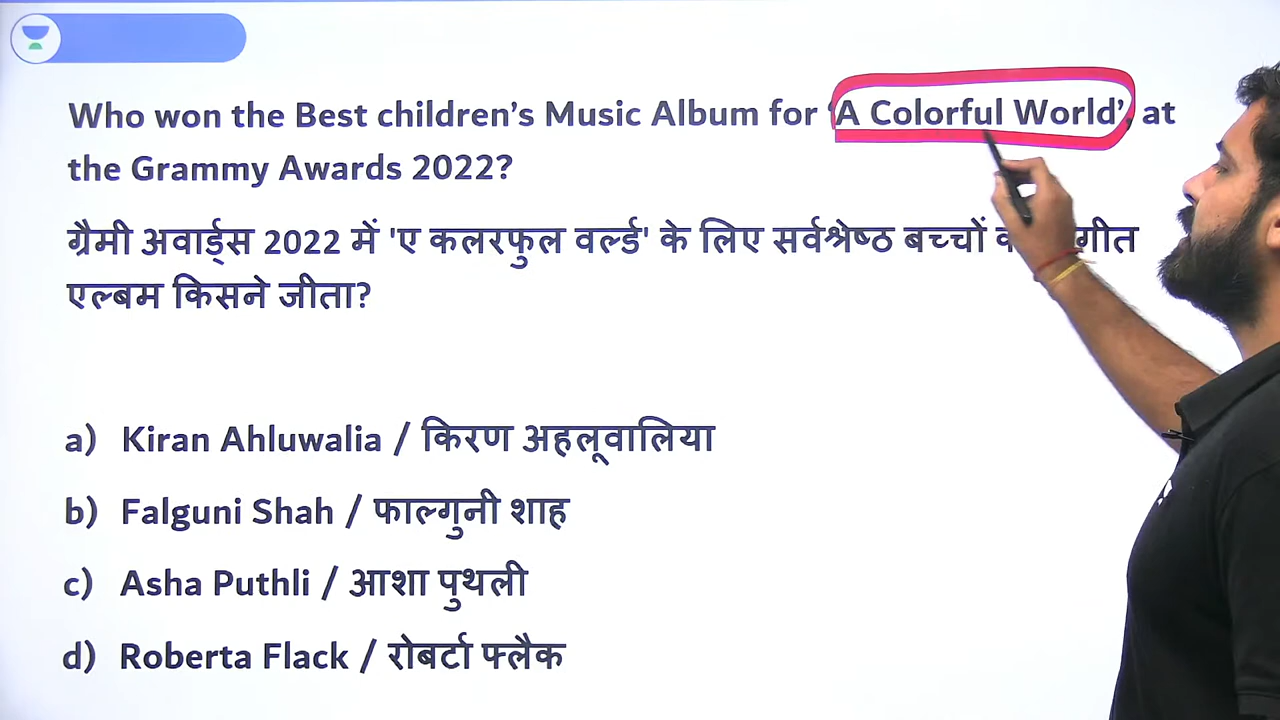 Who won the Best children's Music Album for 'A Colorful World', at
the Grammy Awards 2022?
ग्रैमी अवार्ड्स 2022 में 'ए कलरफुल वर्ल्ड' के लिए सर्वश्रेष्ठ बच्चों
एल्बम किसने जीता?
a) Kiran Ahluwalia / किरण अहलूवालिया
b) Falguni Shah / फाल्गुनी शाह
c) Asha Puthli / आशा पुथली
d) Roberta Flack / रोबर्टा फ्लैक